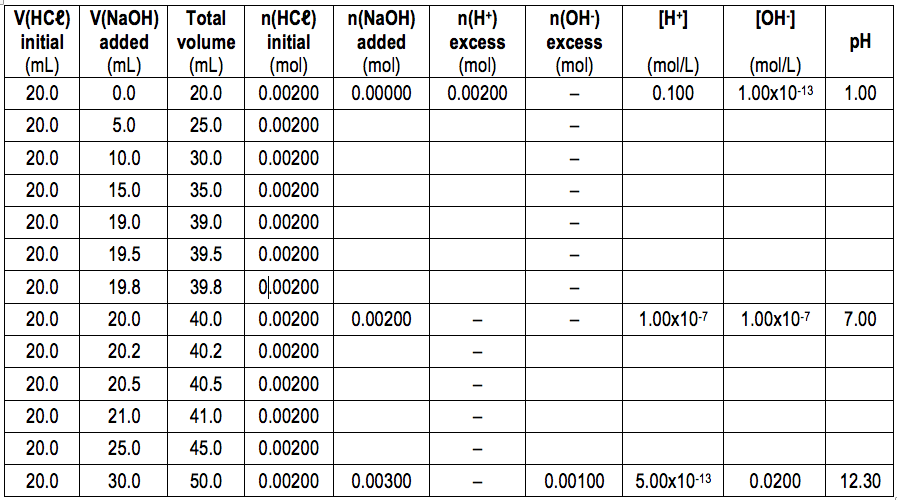 V(HCℓ) initial (mL) V(NaOH) added (mL) Total volume (mL) n(HCℓ) initial (mol) n(NaOH) added (mol) n(H⁺) excess (mol) n(OH⁻) excess (mol) [H⁺] (mol/L) [OH⁻] (mol/L) pH
20.0 0.0 20.0 0.00200 0.00000 0.00200 – 0.100 1.00x10⁻¹³ 1.00
20.0 5.0 25.0 0.00200 –
20.0 10.0 30.0 0.00200 –
20.0 15.0 35.0 0.00200 –
20.0 19.0 39.0 0.00200 –
20.0 19.5 39.5 0.00200 –
20.0 19.8 39.8 0.00200 –
20.0 20.0 40.0 0.00200 0.00200 – – 1.00x10⁻⁷ 1.00x10⁻⁷ 7.00
20.0 20.2 40.2 0.00200 –
20.0 20.5 40.5 0.00200 –
20.0 21.0 41.0 0.00200 –
20.0 25.0 45.0 0.00200 –
20.0 30.0 50.0 0.00200 0.00300 – 0.00100 5.00x10⁻¹³ 0.0200 12.30